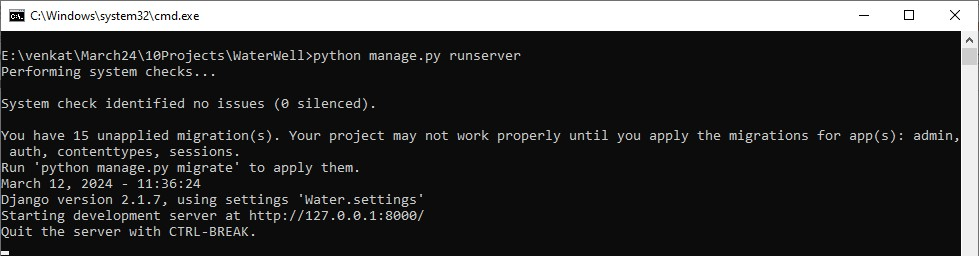 C:\Windows\system32\cmd.exe
E:\venkat\March24\10Projects\WaterWell>python manage.py runserver
Performing system checks...
System check identified no issues (0 silenced).
You have 15 unapplied migration(s). Your project may not work properly until you apply the migrations for app(s): admin,
auth, contenttypes, sessions.
Run 'python manage.py migrate' to apply them.
March 12, 2024 - 11:36:24
Django version 2.1.7, using settings 'Water.settings'
Starting development server at http://127.0.0.1:8000/
Quit the server with CTRL-BREAK.